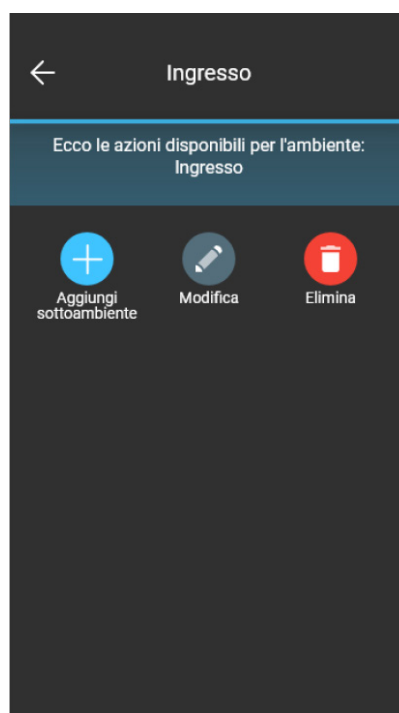 Ingresso
Ecco le azioni disponibili per l'ambiente:
Ingresso
Aggiungi
sottoambiente
Modifica
Elimina